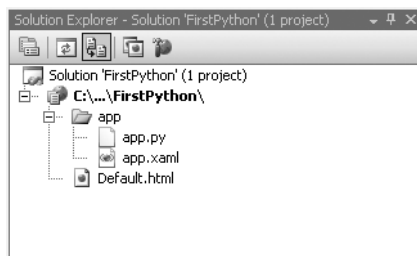 Solution Explorer - Solution 'FirstPython' (1 project)
Solution 'FirstPython' (1 project)
C:\...\FirstPython\
app
app.py
app.xaml
Default.html